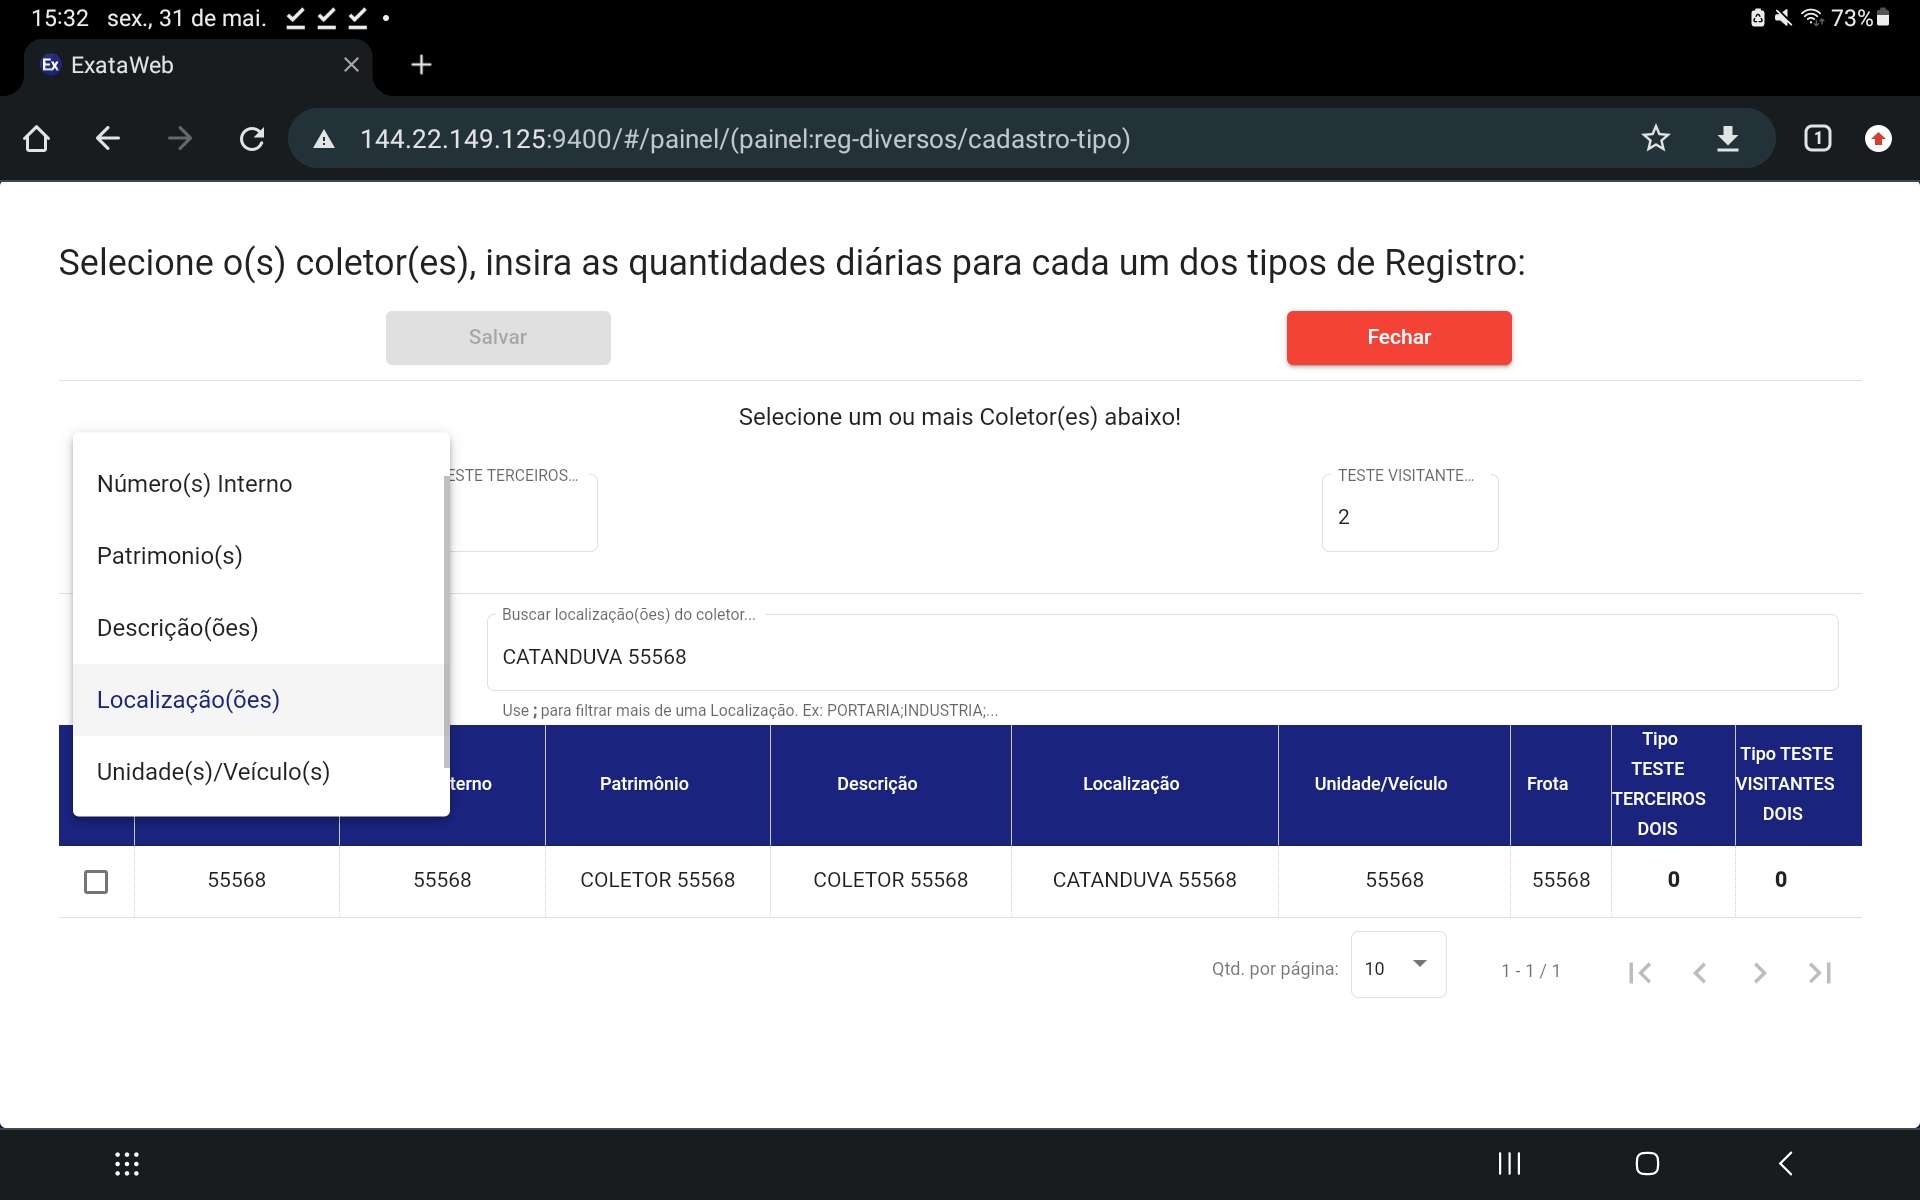 15:32 sex., 31 de mai.
73%
Ex ExataWeb
144.22.149.125:9400/#/painel/(painel:reg-diversos/cadastro-tipo)
1
Selecione o(s) coletor(es), insira as quantidades diárias para cada um dos tipos de Registro:
Salvar
Fechar
Selecione um ou mais Coletor(es) abaixo!
Número(s) Interno
Patrimonio(s)
Descrição(ões)
Localização(ões)
Unidade(s)/Veículo(s)
ESTE TERCEIROS...
TESTE VISITANTE...
2
Buscar localização(ões) do coletor...
CATANDUVA 55568
Use ; para filtrar mais de uma Localização. Ex: PORTARIA;INDUSTRIA;...
terno Patrimônio Descrição Localização Unidade/Veículo Frota
Tipo
TESTE
TERCEIROS
DOIS
Tipo TESTE
VISITANTES
DOIS
55568 55568 COLETOR 55568 COLETOR 55568 CATANDUVA 55568 55568 55568 0 0
Qtd. por página: 10 1 - 1 / 1